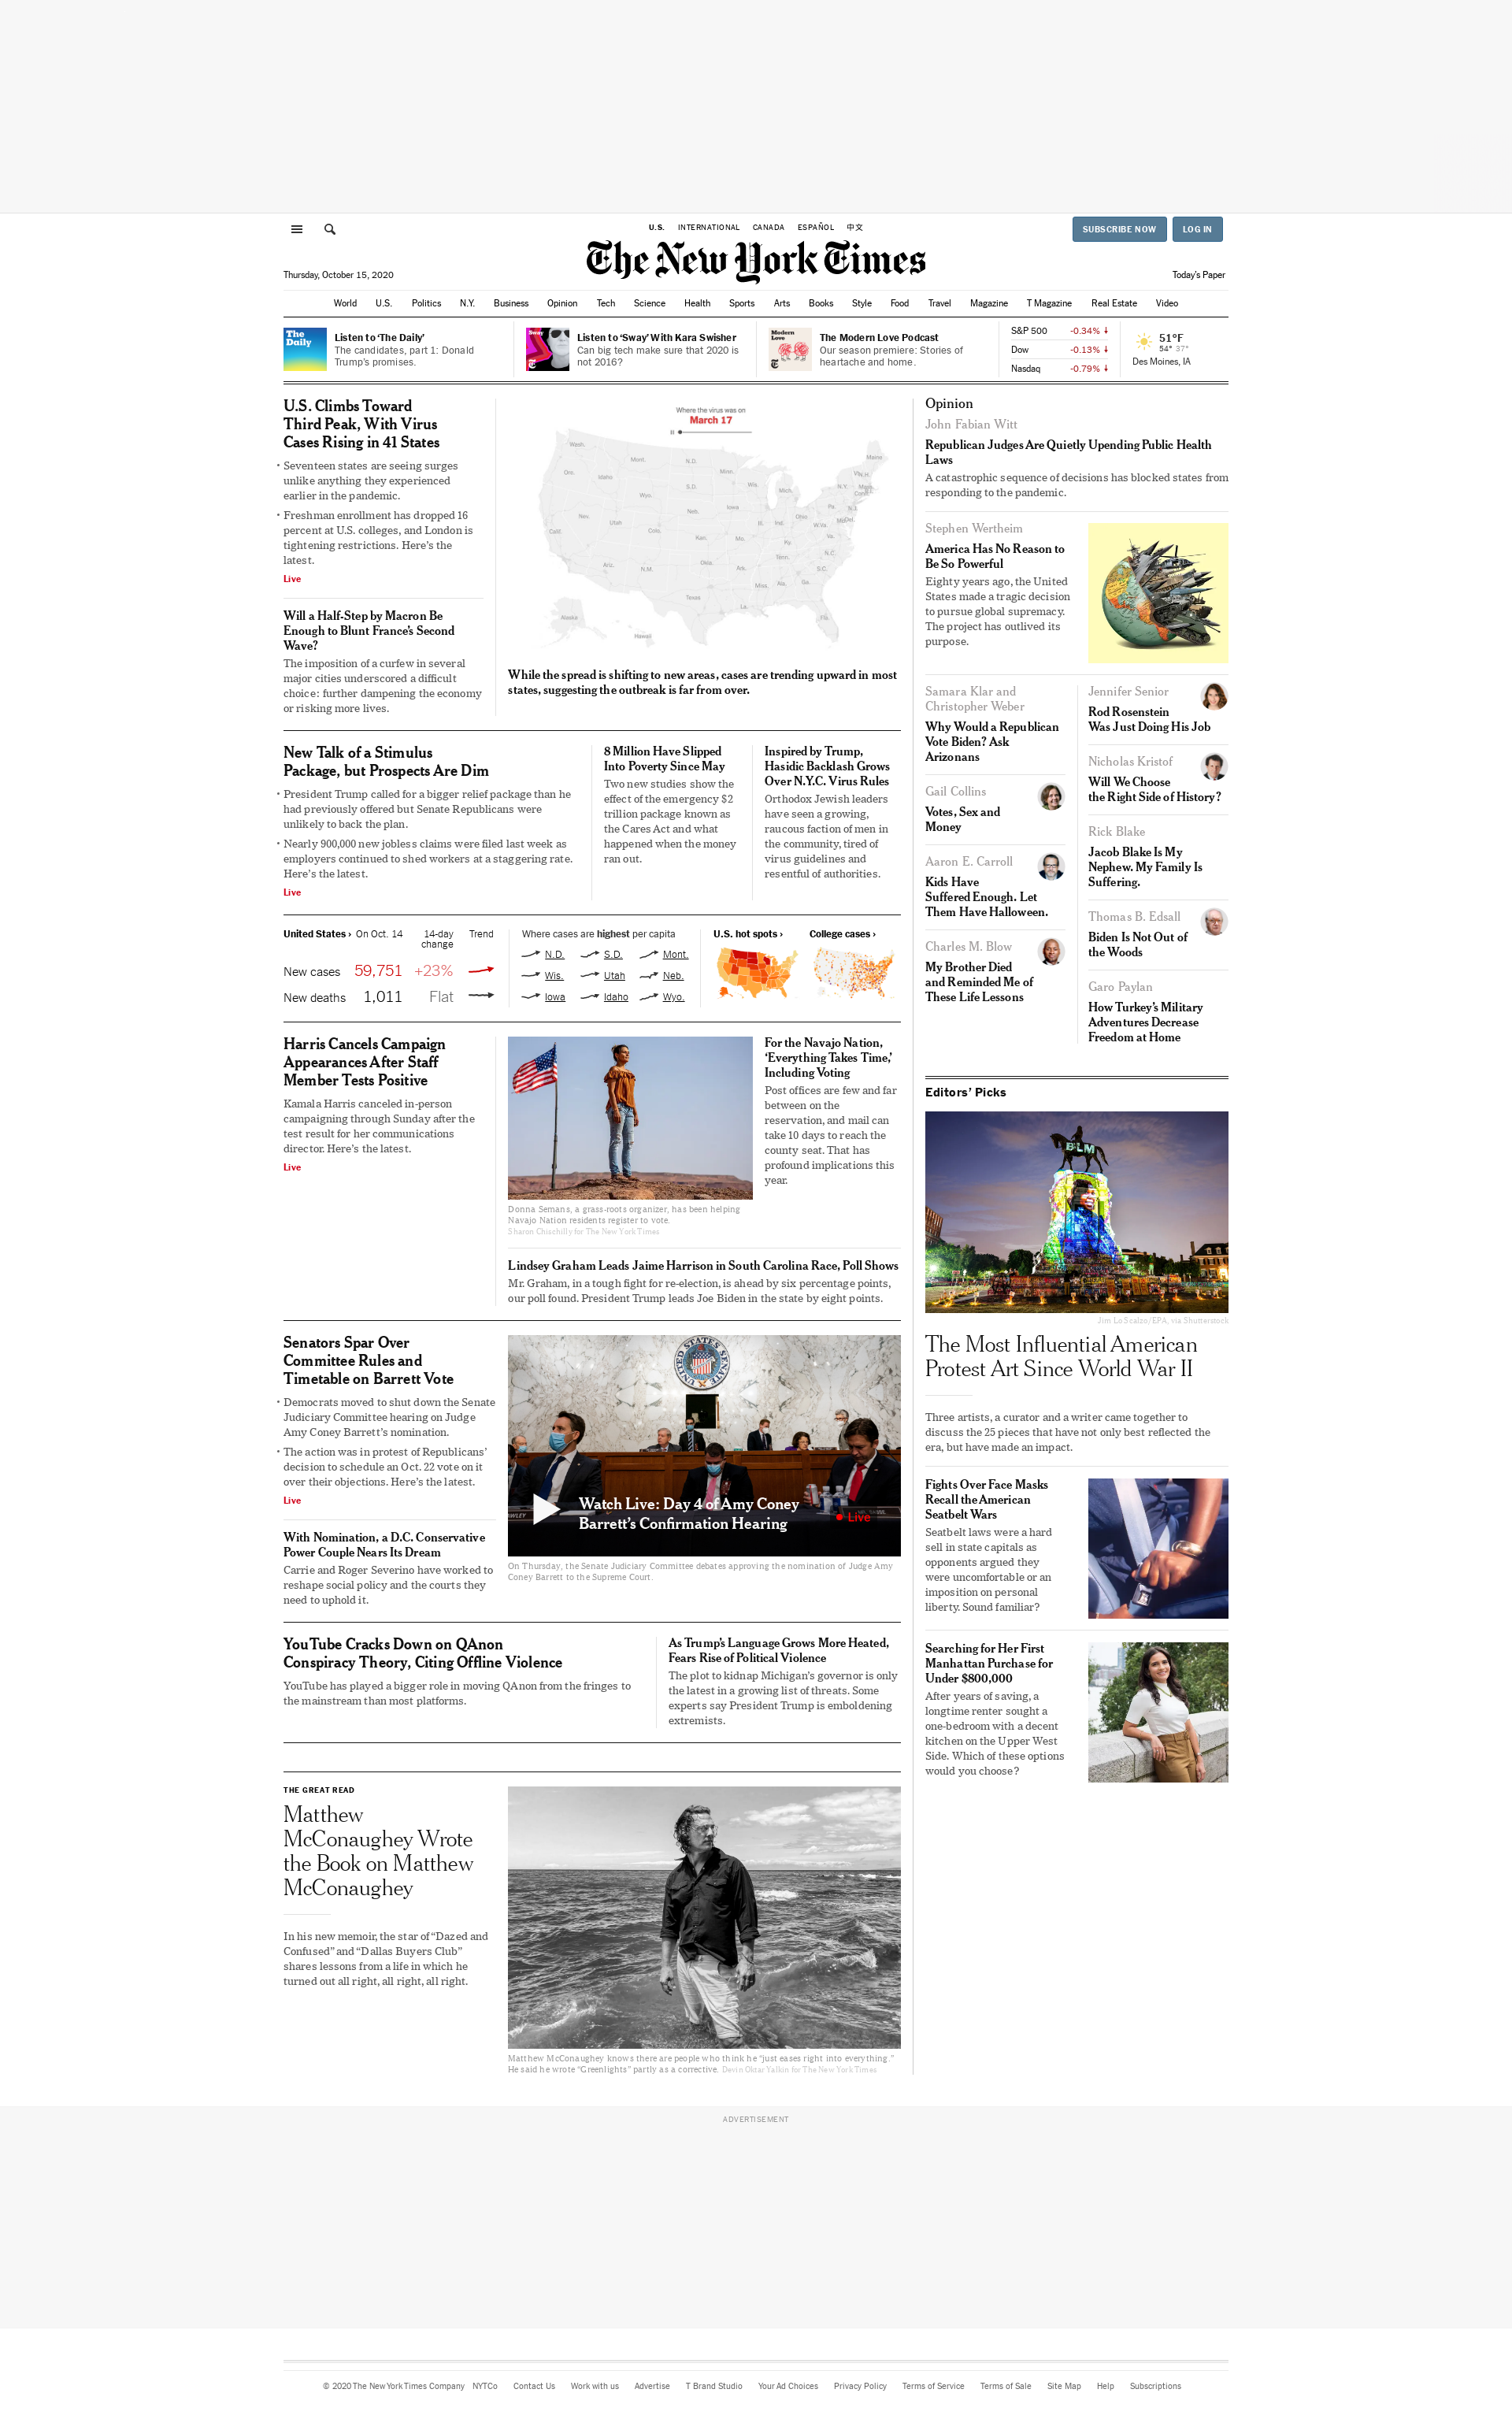 U.S. INTERNATIONAL CANADA ESPAÑOL 中文
SUBSCRIBE NOW LOG IN
The New York Times
Thursday, October 15, 2020
Today's Paper
World U.S. Politics N.Y. Business Opinion Tech Science Health Sports Arts Books Style Food Travel Magazine T Magazine Real Estate Video
The Daily
Listen to ‘The Daily’
The candidates, part 1: Donald
Trump's promises.
Sway
Listen to ‘Sway’ With Kara Swisher
Can big tech make sure that 2020 is
not 2016?
Modern Love
The Modern Love Podcast
Our season premiere: Stories of
heartache and home.
S&P 500 -0.34%
Dow -0.13%
Nasdaq -0.79%
51°F
54° 37°
Des Moines, IA
U.S. Climbs Toward
Third Peak, With Virus
Cases Rising in 41 States
• Seventeen states are seeing surges
unlike anything they experienced
earlier in the pandemic.
• Freshman enrollment has dropped 16
percent at U.S. colleges, and London is
tightening restrictions. Here's the
latest.
Live
Will a Half-Step by Macron Be
Enough to Blunt France's Second
Wave?
The imposition of a curfew in several
major cities underscored a difficult
choice: further dampening the economy
or risking more lives.
Where the virus was on
March 17
Wash.
Mont.
N.D.
Minn.
Maine
Ore.
Idaho
S.D.
Wis.
Mich.
N.Y.
Wyo.
Nev.
Utah
Colo.
Neb.
Iowa
Ill.
Ind.
Ohio
Pa.
N.J.
Calif.
Kan.
Mo.
Ky.
W.Va.
Va.
Ariz.
N.M.
Okla.
Ark.
Tenn.
N.C.
S.C.
Texas
La.
Miss.
Ala.
Ga.
Fla.
Alaska
Hawaii
While the spread is shifting to new areas, cases are trending upward in most
states, suggesting the outbreak is far from over.
New Talk of a Stimulus
Package, but Prospects Are Dim
• President Trump called for a bigger relief package than he
had previously offered but Senate Republicans were
unlikely to back the plan.
• Nearly 900,000 new jobless claims were filed last week as
employers continued to shed workers at a staggering rate.
Here's the latest.
Live
8 Million Have Slipped
Into Poverty Since May
Two new studies show the
effect of the emergency $2
trillion package known as
the Cares Act and what
happened when the money
ran out.
Inspired by Trump,
Hasidic Backlash Grows
Over N.Y.C. Virus Rules
Orthodox Jewish leaders
have seen a growing,
raucous faction of men in
the community, tired of
virus guidelines and
resentful of authorities.
United States › On Oct. 14 14-day change Trend
New cases 59,751 +23%
New deaths 1,011 Flat
Where cases are highest per capita
N.D. S.D. Mont.
Wis. Utah Neb.
Iowa Idaho Wyo.
U.S. hot spots ›
College cases ›
Harris Cancels Campaign
Appearances After Staff
Member Tests Positive
Kamala Harris canceled in-person
campaigning through Sunday after the
test result for her communications
director. Here's the latest.
Live
Donna Semans, a grass-roots organizer, has been helping
Navajo Nation residents register to vote.
Sharon Chischilly for The New York Times
For the Navajo Nation,
‘Everything Takes Time,’
Including Voting
Post offices are few and far
between on the
reservation, and mail can
take 10 days to reach the
county seat. That has
profound implications this
year.
Lindsey Graham Leads Jaime Harrison in South Carolina Race, Poll Shows
Mr. Graham, in a tough fight for re-election, is ahead by six percentage points,
our poll found. President Trump leads Joe Biden in the state by eight points.
Senators Spar Over
Committee Rules and
Timetable on Barrett Vote
• Democrats moved to shut down the Senate
Judiciary Committee hearing on Judge
Amy Coney Barrett's nomination.
• The action was in protest of Republicans'
decision to schedule an Oct. 22 vote on it
over their objections. Here's the latest.
Live
With Nomination, a D.C. Conservative
Power Couple Nears Its Dream
Carrie and Roger Severino have worked to
reshape social policy and the courts they
need to uphold it.
UNITED STATES SENATE
Watch Live: Day 4 of Amy Coney
Barrett's Confirmation Hearing
Live
On Thursday, the Senate Judiciary Committee debates approving the nomination of Judge Amy
Coney Barrett to the Supreme Court.
YouTube Cracks Down on QAnon
Conspiracy Theory, Citing Offline Violence
YouTube has played a bigger role in moving QAnon from the fringes to
the mainstream than most platforms.
As Trump's Language Grows More Heated,
Fears Rise of Political Violence
The plot to kidnap Michigan's governor is only
the latest in a growing list of threats. Some
experts say President Trump is emboldening
extremists.
THE GREAT READ
Matthew
McConaughey Wrote
the Book on Matthew
McConaughey
In his new memoir, the star of “Dazed and
Confused” and “Dallas Buyers Club”
shares lessons from a life in which he
turned out all right, all right, all right.
Matthew McConaughey knows there are people who think he “just eases right into everything.”
He said he wrote “Greenlights” partly as a corrective. Devin Oktar Yalkin for The New York Times
Opinion
John Fabian Witt
Republican Judges Are Quietly Upending Public Health
Laws
A catastrophic sequence of decisions has blocked states from
responding to the pandemic.
Stephen Wertheim
America Has No Reason to
Be So Powerful
Eighty years ago, the United
States made a tragic decision
to pursue global supremacy.
The project has outlived its
purpose.
Samara Klar and
Christopher Weber
Why Would a Republican
Vote Biden? Ask
Arizonans
Gail Collins
Votes, Sex and
Money
Aaron E. Carroll
Kids Have
Suffered Enough. Let
Them Have Halloween.
Charles M. Blow
My Brother Died
and Reminded Me of
These Life Lessons
Jennifer Senior
Rod Rosenstein
Was Just Doing His Job
Nicholas Kristof
Will We Choose
the Right Side of History?
Rick Blake
Jacob Blake Is My
Nephew. My Family Is
Suffering.
Thomas B. Edsall
Biden Is Not Out of
the Woods
Garo Paylan
How Turkey's Military
Adventures Decrease
Freedom at Home
Editors' Picks
BLM
Jim Lo Scalzo/EPA, via Shutterstock
The Most Influential American
Protest Art Since World War II
Three artists, a curator and a writer came together to
discuss the 25 pieces that have not only best reflected the
era, but have made an impact.
Fights Over Face Masks
Recall the American
Seatbelt Wars
Seatbelt laws were a hard
sell in state capitals as
opponents argued they
were uncomfortable or an
imposition on personal
liberty. Sound familiar?
Searching for Her First
Manhattan Purchase for
Under $800,000
After years of saving, a
longtime renter sought a
one-bedroom with a decent
kitchen on the Upper West
Side. Which of these options
would you choose?
ADVERTISEMENT
© 2020 The New York Times Company NYTCo Contact Us Work with us Advertise T Brand Studio Your Ad Choices Privacy Policy Terms of Service Terms of Sale Site Map Help Subscriptions